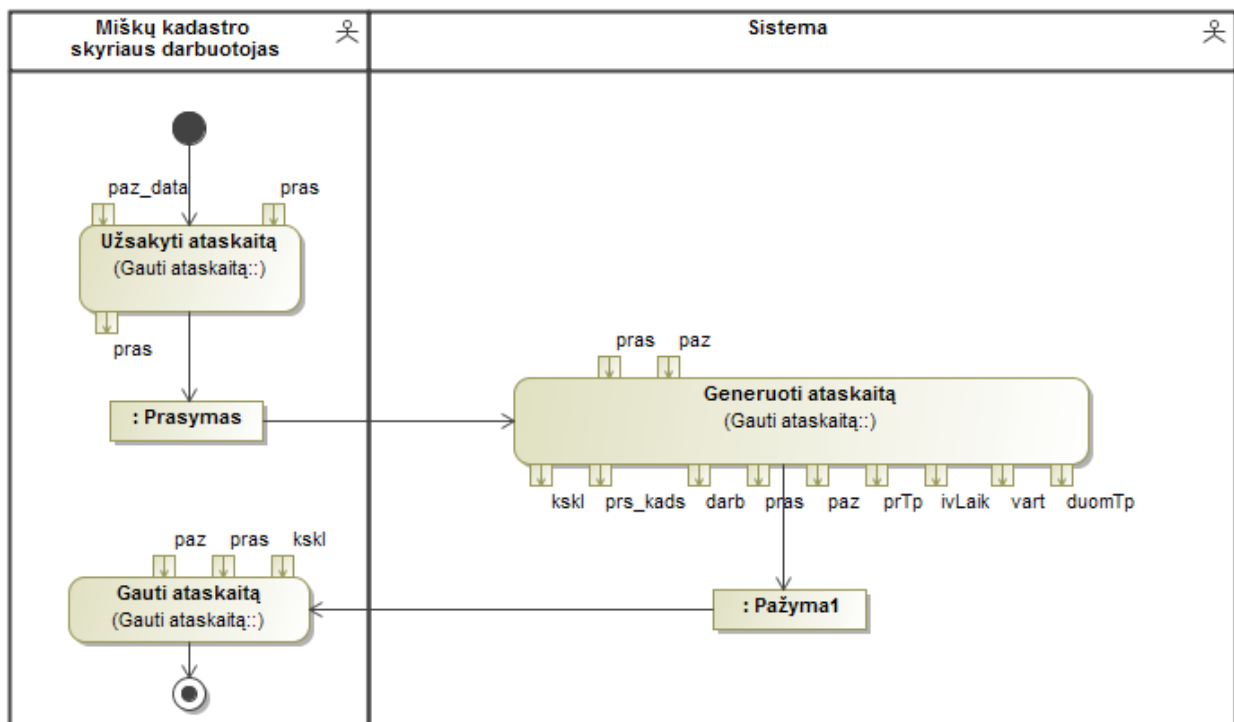 Miškų kadastro
skyriaus darbuotojas
Sistema
paz_data
pras
Užsakyti ataskaitą
(Gauti ataskaitą::)
pras
: Prasymas
pras
paz
Generuoti ataskaitą
(Gauti ataskaitą::)
kskl
prs_kads
darb
pras
paz
prTp
ivLaik
vart
duomTp
paz
pras
kskl
Gauti ataskaitą
(Gauti ataskaitą::)
: Pažyma1